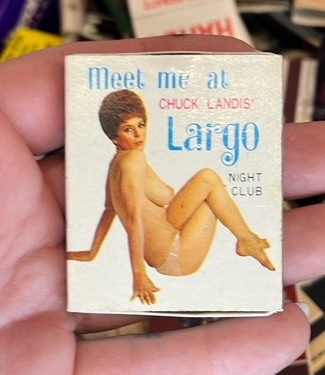 Meet me at
CHUCK LANDIS'
Largo
NIGHT
CLUB